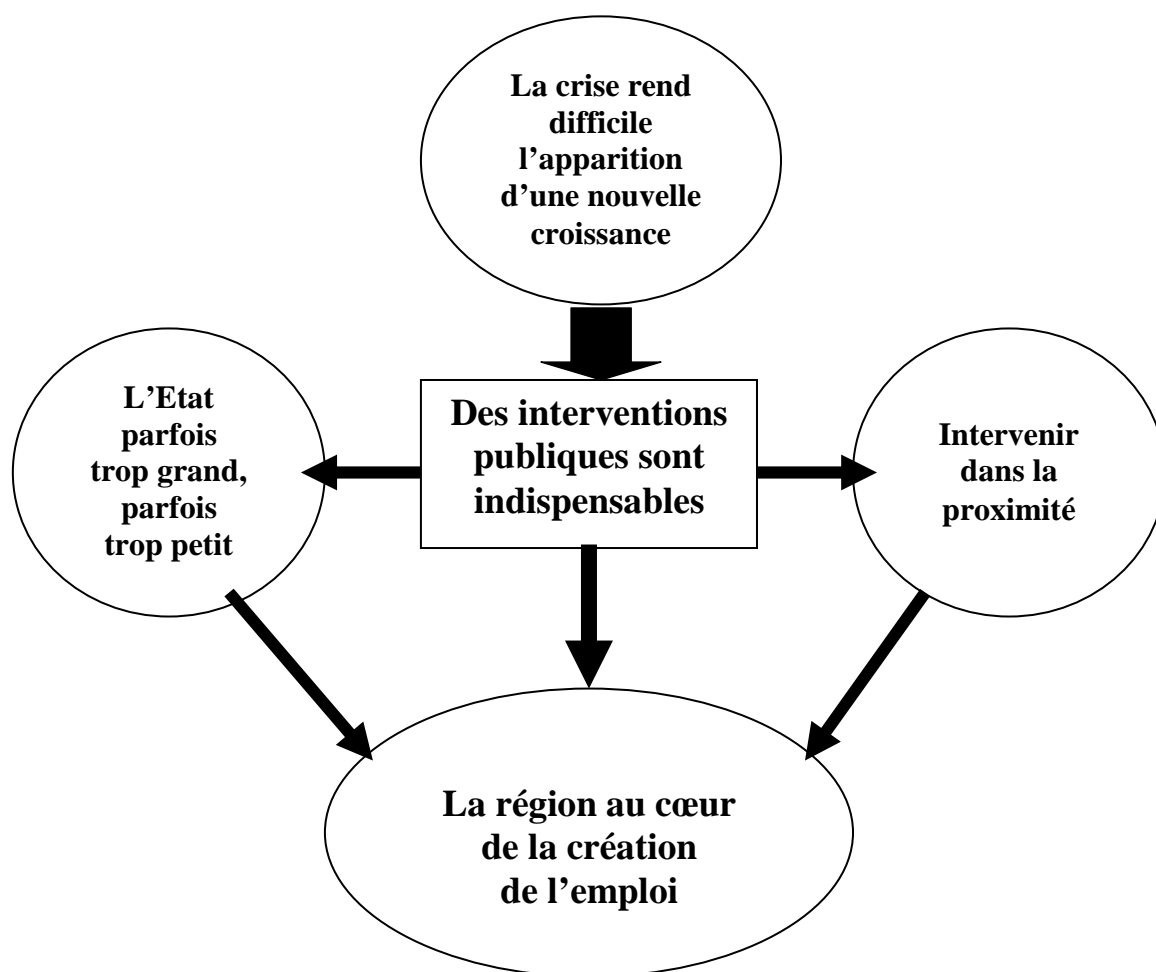 La crise rend
difficile
l’apparition
d’une nouvelle
croissance
L’Etat
parfois
trop grand,
parfois
trop petit
Des interventions
publiques sont
indispensables
Intervenir
dans la
proximité
La région au cœur
de la création
de l’emploi